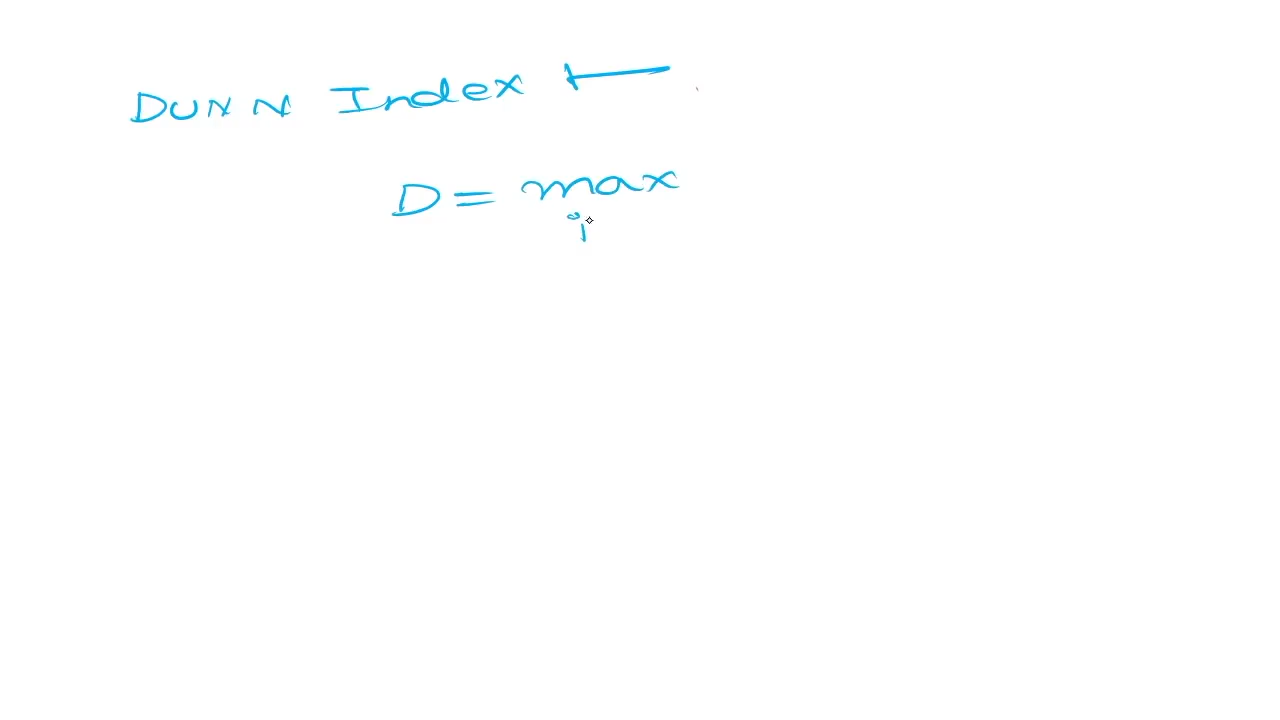 DUNN Index
D = max
i